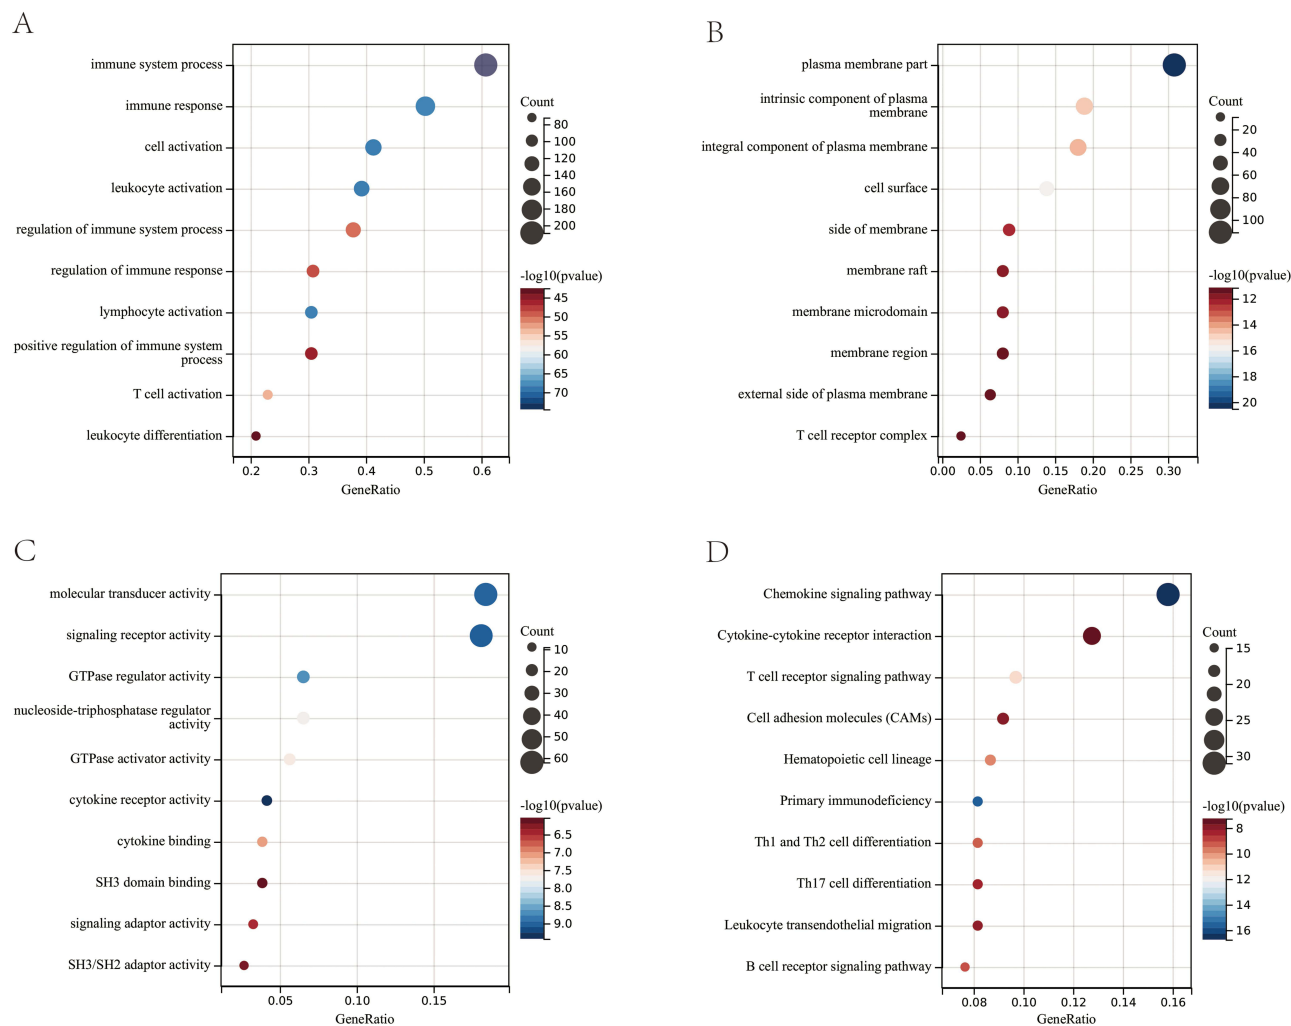 A
immune system process
immune response
cell activation
leukocyte activation
regulation of immune system process
regulation of immune response
lymphocyte activation
positive regulation of immune system
process
T cell activation
leukocyte differentiation
0.2 0.3 0.4 0.5 0.6
GeneRatio
Count
80
100
120
140
160
180
200
-log10(pvalue)
45
50
55
60
65
70
B
plasma membrane part
intrinsic component of plasma
membrane
integral component of plasma membrane
cell surface
side of membrane
membrane raft
membrane microdomain
membrane region
external side of plasma membrane
T cell receptor complex
0.00 0.05 0.10 0.15 0.20 0.25 0.30
GeneRatio
Count
20
40
60
80
100
-log10(pvalue)
12
14
16
18
20
C
molecular transducer activity
signaling receptor activity
GTPase regulator activity
nucleoside-triphosphatase regulator
activity
GTPase activator activity
cytokine receptor activity
cytokine binding
SH3 domain binding
signaling adaptor activity
SH3/SH2 adaptor activity
0.05 0.10 0.15
GeneRatio
Count
10
20
30
40
50
60
-log10(pvalue)
6.5
7.0
7.5
8.0
8.5
9.0
D
Chemokine signaling pathway
Cytokine-cytokine receptor interaction
T cell receptor signaling pathway
Cell adhesion molecules (CAMs)
Hematopoietic cell lineage
Primary immunodeficiency
Th1 and Th2 cell differentiation
Th17 cell differentiation
Leukocyte transendothelial migration
B cell receptor signaling pathway
0.08 0.10 0.12 0.14 0.16
GeneRatio
Count
15
20
25
30
-log10(pvalue)
8
10
12
14
16